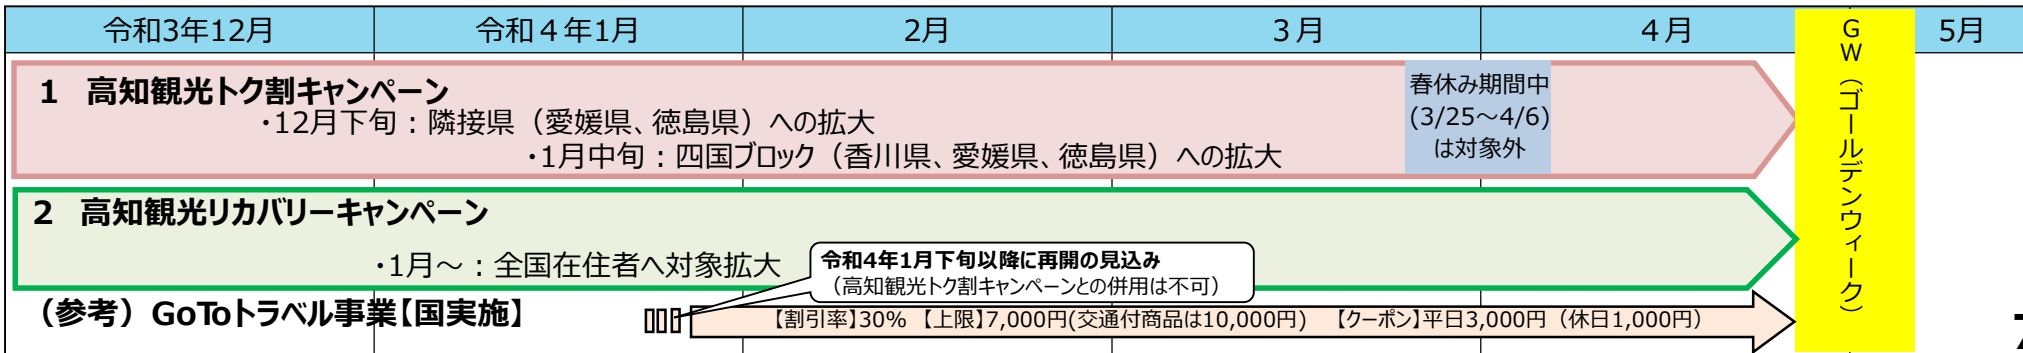 令和3年12月
令和４年1月
2月
３月
４月
GW（ゴールデンウィーク）
5月
1　高知観光トク割キャンペーン
・12月下旬：隣接県（愛媛県、徳島県）への拡大
・1月中旬：四国ブロック（香川県、愛媛県、徳島県）への拡大
春休み期間中
(3/25～4/6)
は対象外
2　高知観光リカバリーキャンペーン
・1月～：全国在住者へ対象拡大
令和4年1月下旬以降に再開の見込み
（高知観光トク割キャンペーンとの併用は不可）
（参考）GoToトラベル事業【国実施】
【割引率】30%　【上限】7,000円(交通付商品は10,000円)　【クーポン】平日3,000円（休日1,000円）